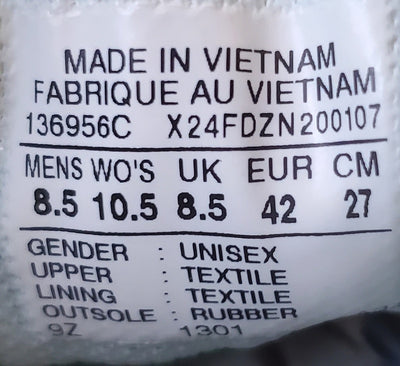 MADE IN VIETNAM
FABRIQUE AU VIETNAM
136956C X24FDZN200107
MENS WO'S UK EUR CM
8.5 10.5 8.5 42 27
GENDER : UNISEX
UPPER : TEXTILE
LINING : TEXTILE
OUTSOLE : RUBBER
9Z 1301